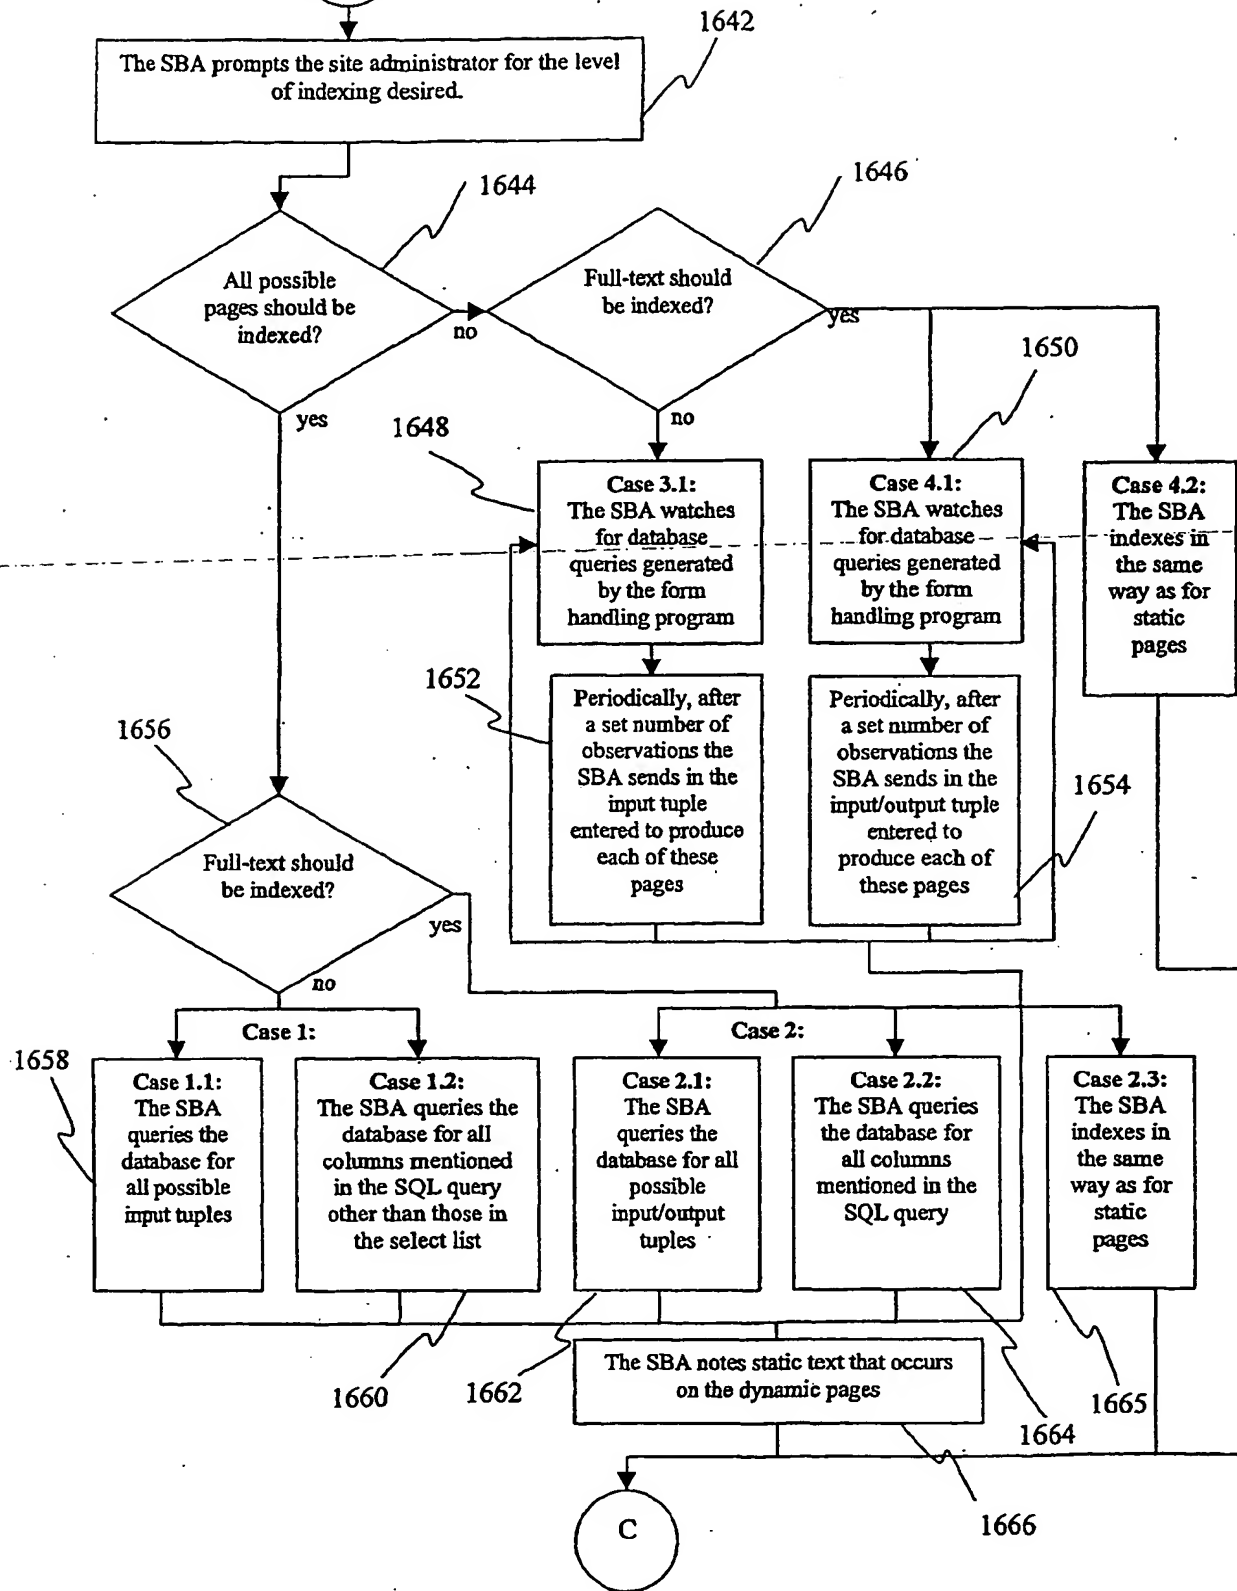 1642
The SBA prompts the site administrator for the level
of indexing desired.
1644
1646
All possible
pages should be
indexed?
no
yes
Full-text should
be indexed?
yes
no
1648
1650
Case 3.1:
The SBA watches
for database
queries generated
by the form
handling program
Case 4.1:
The SBA watches
for database
queries generated
by the form
handling program
Case 4.2:
The SBA
indexes in
the same
way as for
static
pages
1652
Periodically, after
a set number of
observations the
SBA sends in the
input tuple
entered to produce
each of these
pages
Periodically, after
a set number of
observations the
SBA sends in the
input/output tuple
entered to
produce each of
these pages
1654
1656
Full-text should
be indexed?
yes
no
Case 1:
Case 2:
1658
Case 1.1:
The SBA
queries the
database for
all possible
input tuples
Case 1.2:
The SBA queries the
database for all
columns mentioned
in the SQL query
other than those in
the select list
Case 2.1:
The SBA
queries the
database for all
possible
input/output
tuples
Case 2.2:
The SBA queries
the database for
all columns
mentioned in the
SQL query
Case 2.3:
The SBA
indexes in
the same
way as for
static
pages
1660
1662
The SBA notes static text that occurs
on the dynamic pages
1664
1665
C
1666